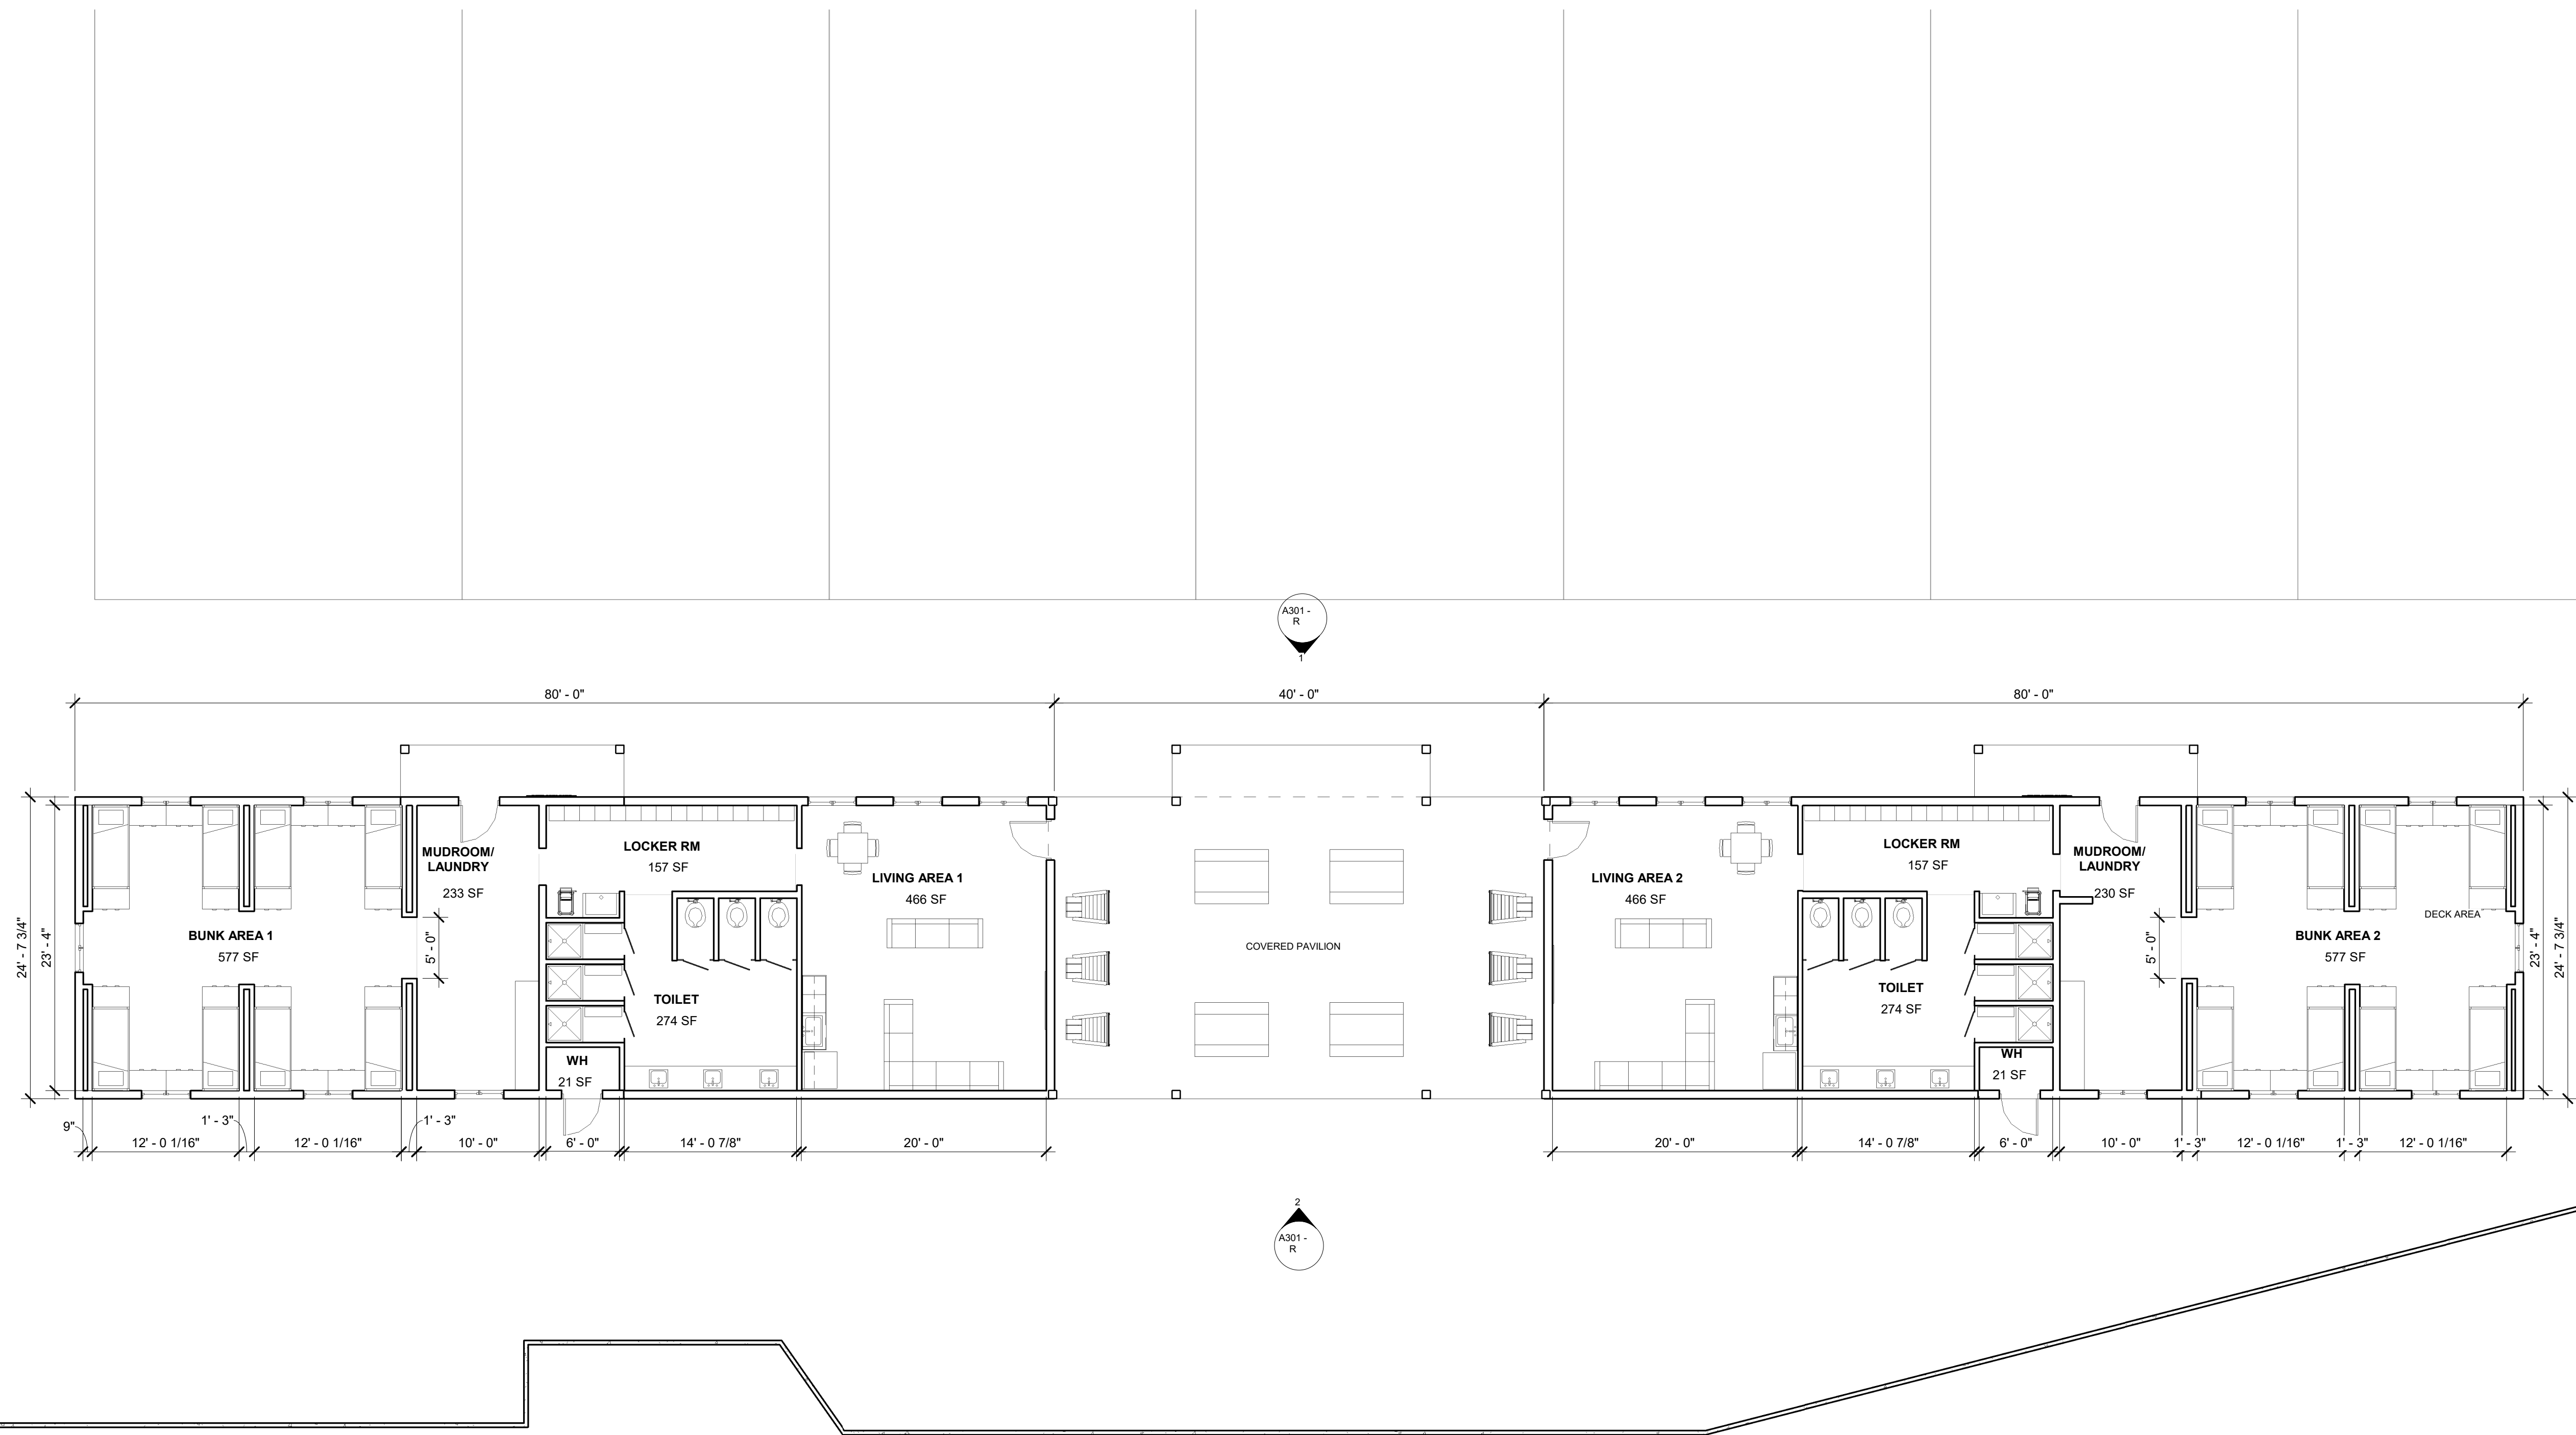 A301 -
R
1
80' - 0"
40' - 0"
80' - 0"
24' - 7 3/4"
23' - 4"
BUNK AREA 1
577 SF
5' - 0"
MUDROOM/
LAUNDRY
233 SF
LOCKER RM
157 SF
TOILET
274 SF
WH
21 SF
LIVING AREA 1
466 SF
COVERED PAVILION
LIVING AREA 2
466 SF
LOCKER RM
157 SF
TOILET
274 SF
WH
21 SF
MUDROOM/
LAUNDRY
230 SF
5' - 0"
BUNK AREA 2
577 SF
DECK AREA
23' - 4"
24' - 7 3/4"
9"
12' - 0 1/16"
1' - 3"
12' - 0 1/16"
1' - 3"
10' - 0"
6' - 0"
14' - 0 7/8"
20' - 0"
20' - 0"
14' - 0 7/8"
6' - 0"
10' - 0"
1' - 3"
12' - 0 1/16"
1' - 3"
12' - 0 1/16"
2
A301 -
R